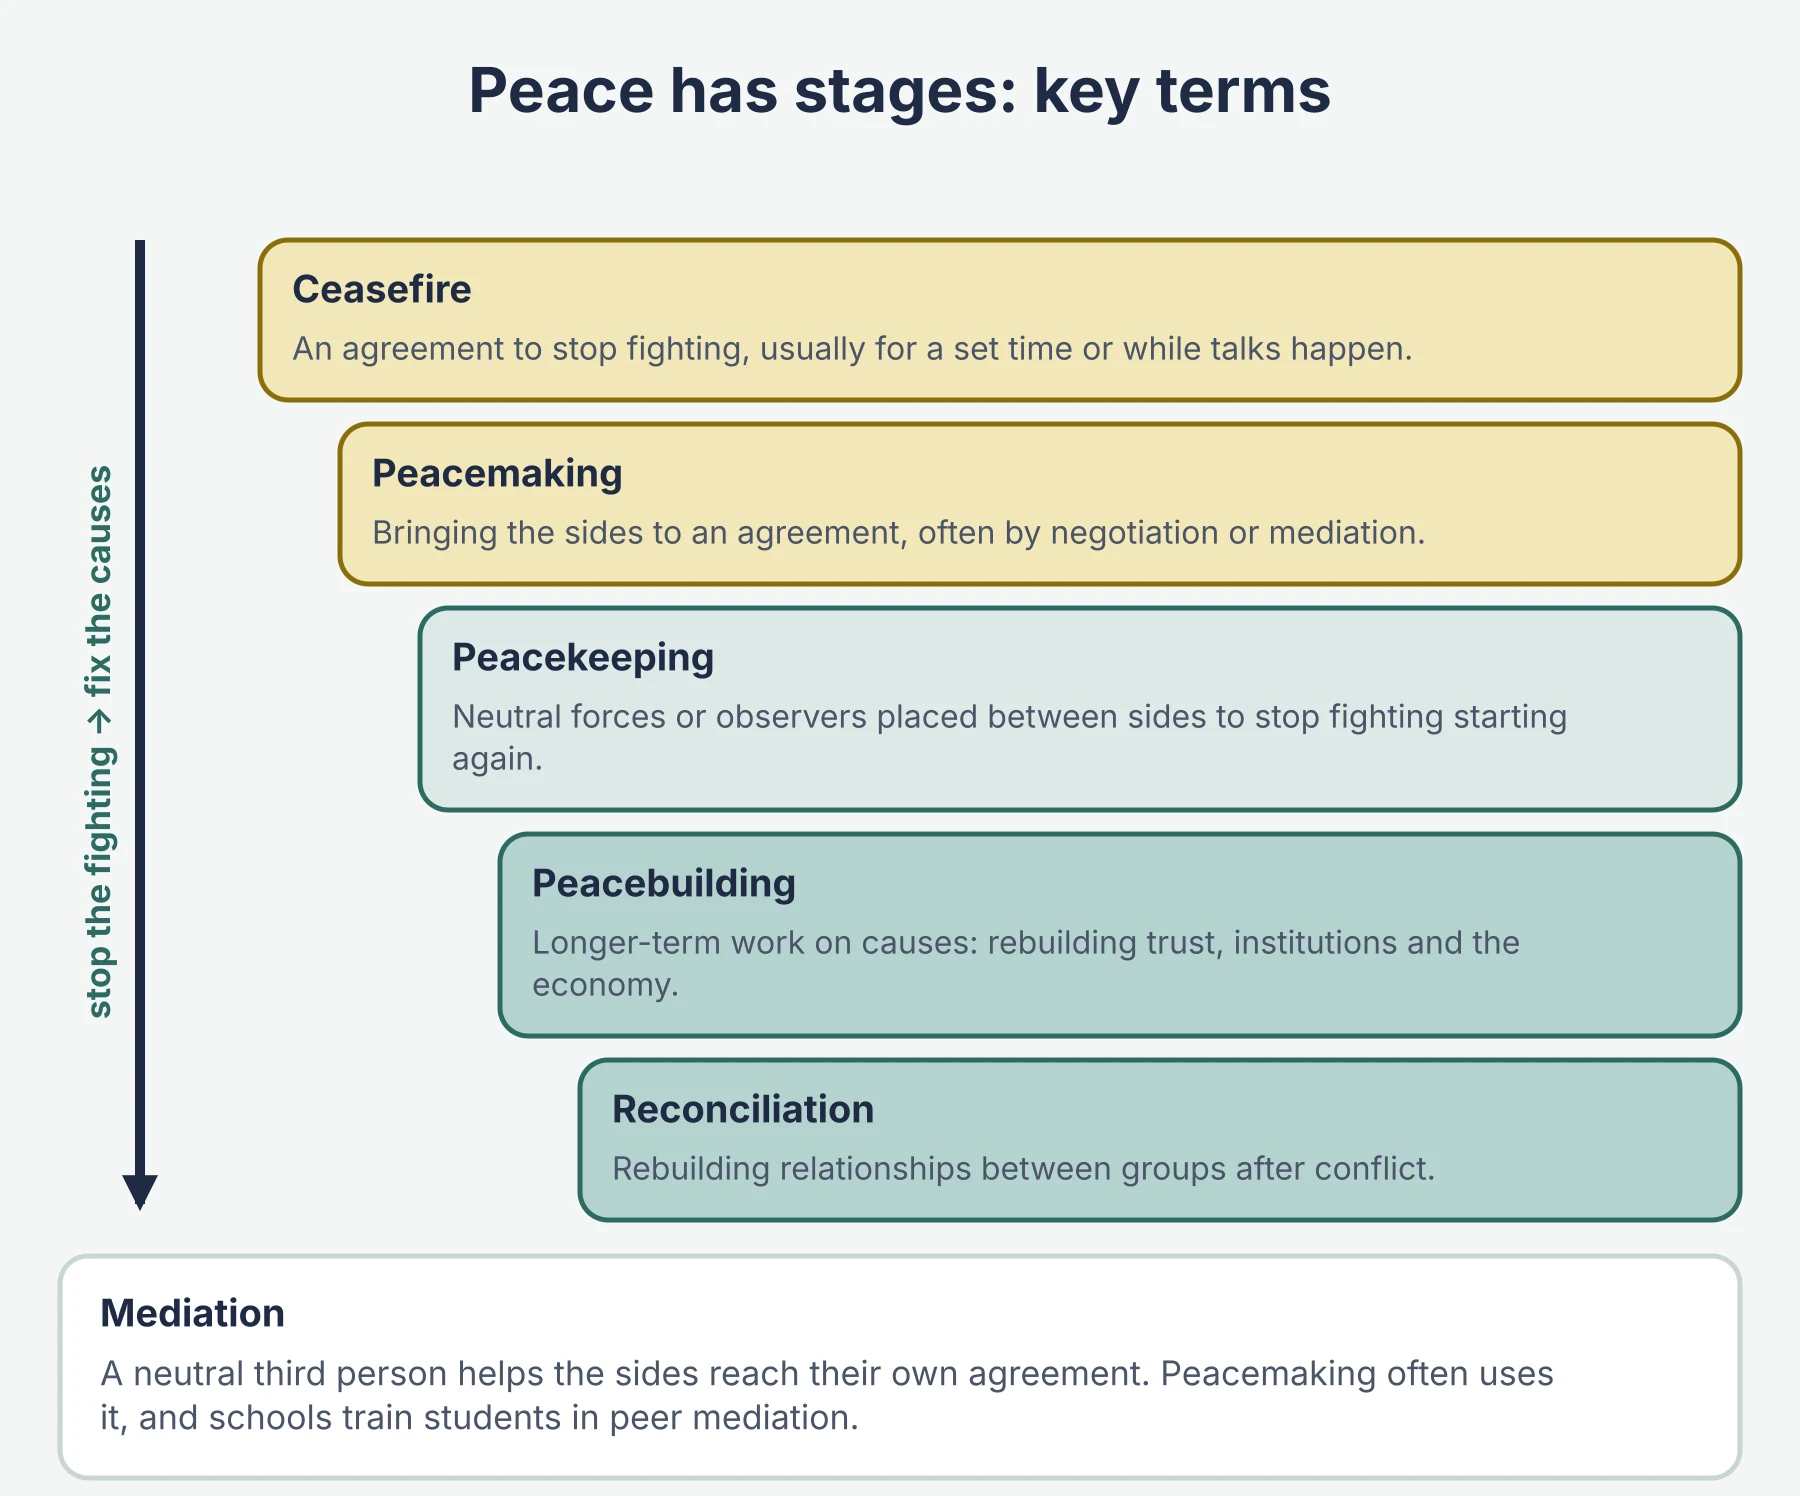 Peace has stages: key terms
stop the fighting → fix the causes
Ceasefire
An agreement to stop fighting, usually for a set time or while talks happen.
Peacemaking
Bringing the sides to an agreement, often by negotiation or mediation.
Peacekeeping
Neutral forces or observers placed between sides to stop fighting starting
again.
Peacebuilding
Longer-term work on causes: rebuilding trust, institutions and the
economy.
Reconciliation
Rebuilding relationships between groups after conflict.
Mediation
A neutral third person helps the sides reach their own agreement. Peacemaking often uses
it, and schools train students in peer mediation.